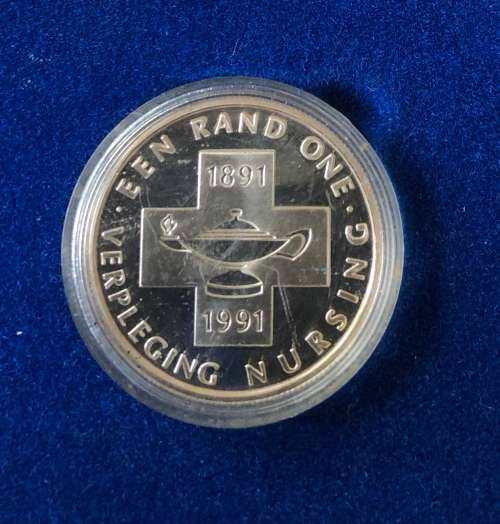 EEN RAND ONE
1891
1991
VERPLEGING NURSING